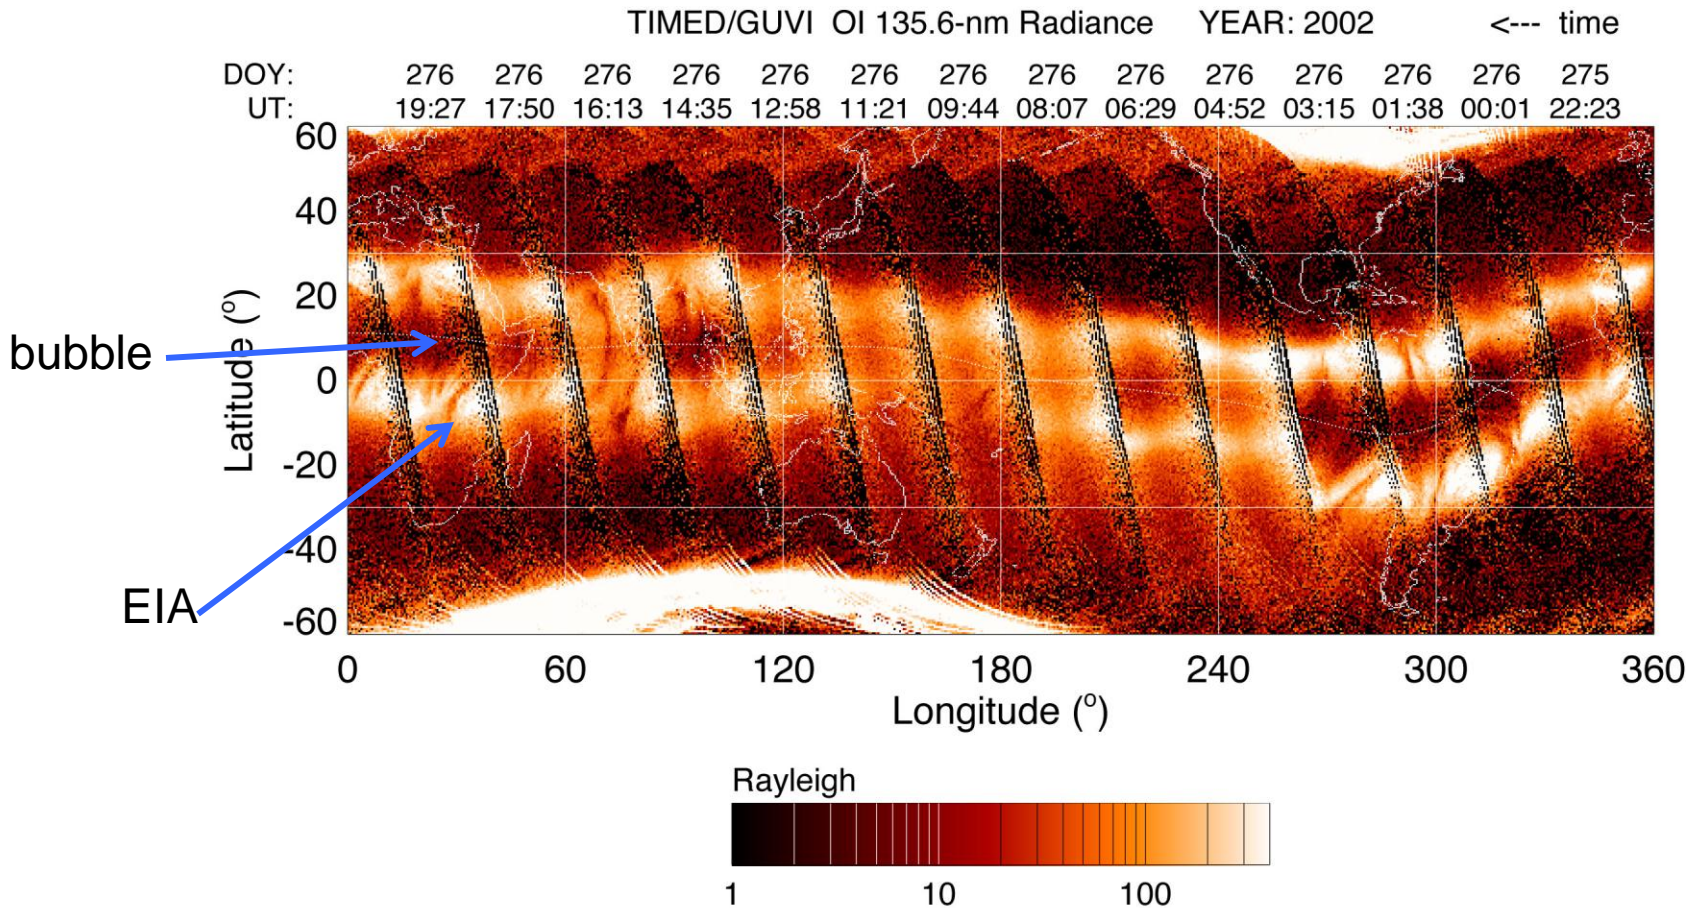 TIMED/GUVI OI 135.6-nm Radiance YEAR: 2002 <--- time
DOY: 276 276 276 276 276 276 276 276 276 276 276 276 276 275
UT: 19:27 17:50 16:13 14:35 12:58 11:21 09:44 08:07 06:29 04:52 03:15 01:38 00:01 22:23
60
40
20
0
-20
-40
-60
Latitude (°)
bubble
EIA
0 60 120 180 240 300 360
Longitude (°)
Rayleigh
1 10 100